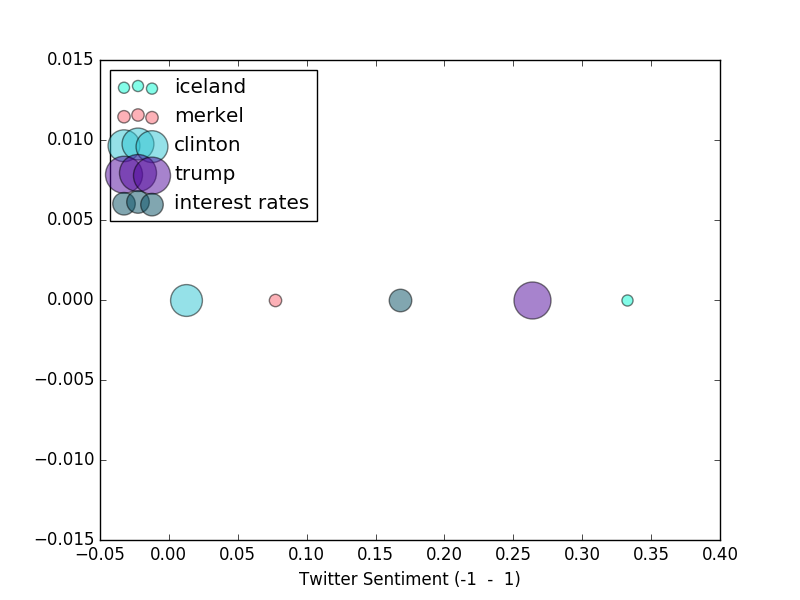 0.015
0.010
0.005
0.000
−0.005
−0.010
−0.015
iceland
merkel
clinton
trump
interest rates
−0.05 0.00 0.05 0.10 0.15 0.20 0.25 0.30 0.35 0.40
Twitter Sentiment (-1  -  1)